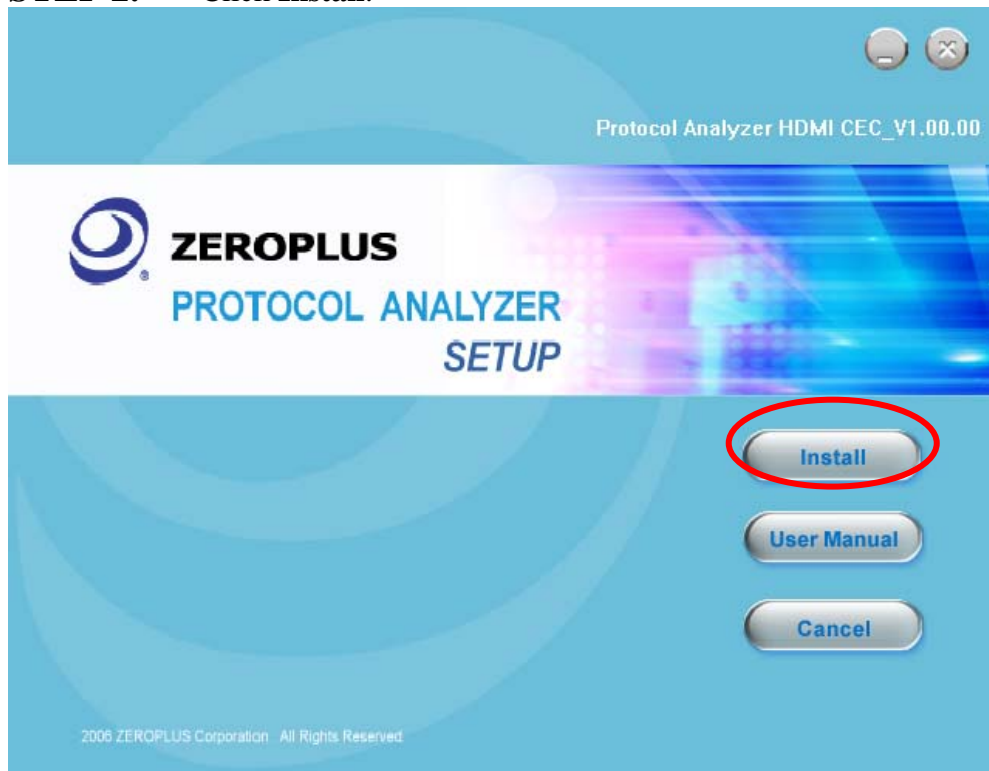 Protocol Analyzer HDMI CEC_V1.00.00
ZEROPLUS
PROTOCOL ANALYZER
SETUP
Install
User Manual
Cancel
2006 ZEROPLUS Corporation All Rights Reserved